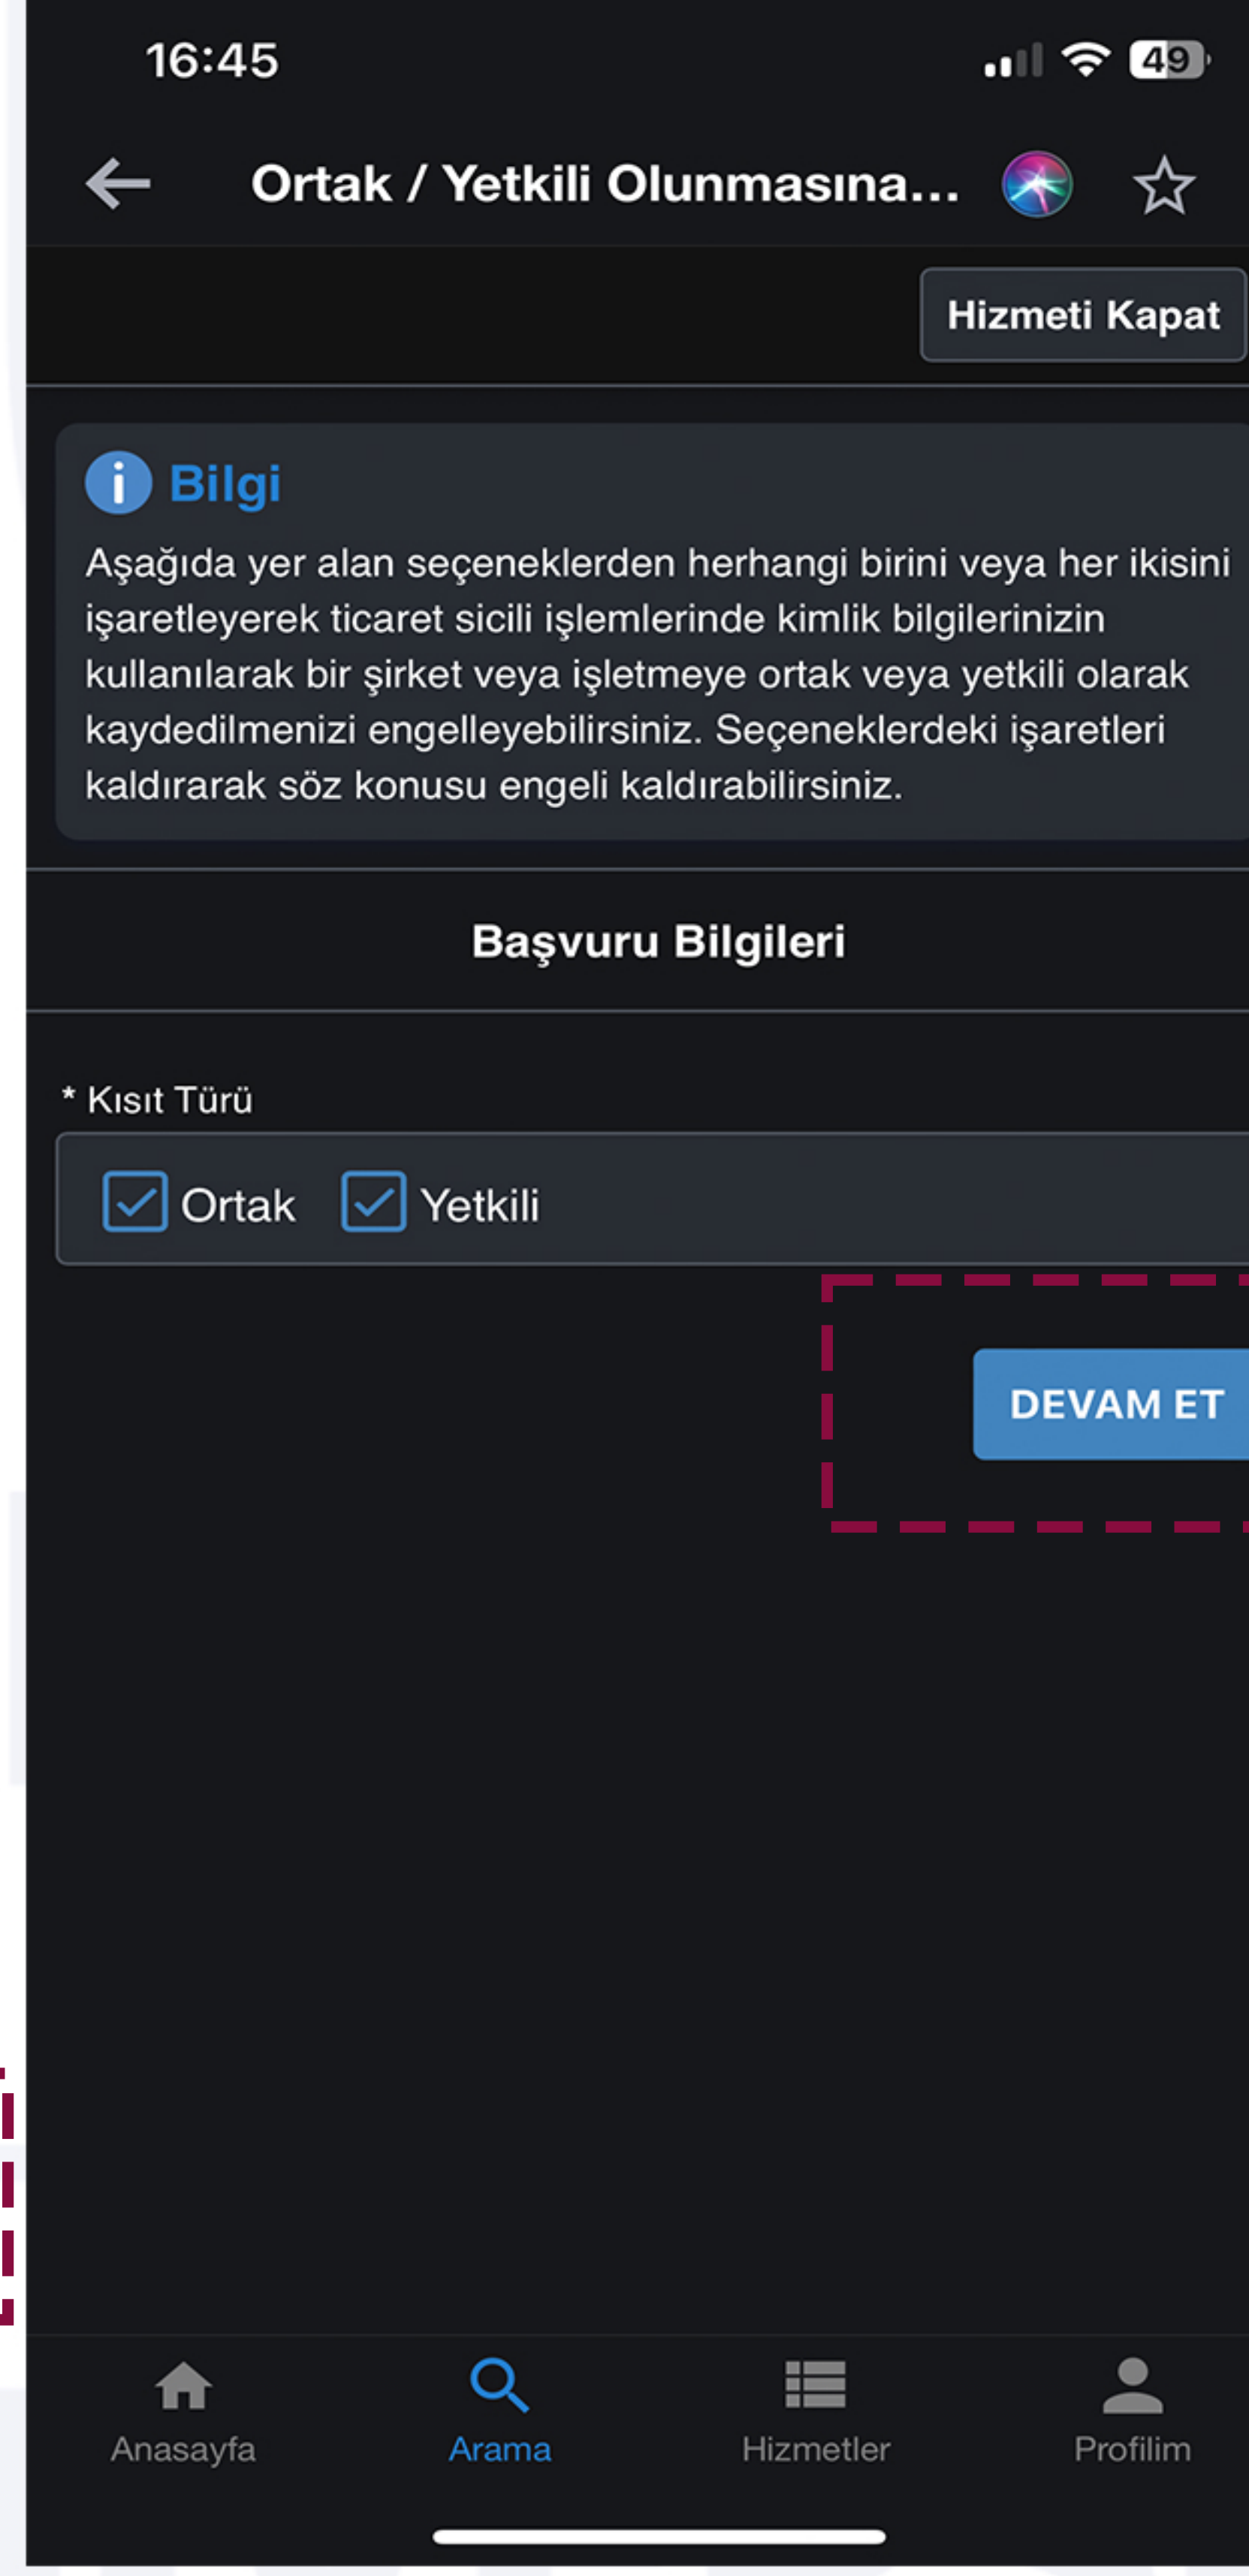 16:45
49
Ortak / Yetkili Olunmasına...
Hizmeti Kapat
Bilgi
Aşağıda yer alan seçeneklerden herhangi birini veya her ikisini
işaretleyerek ticaret sicili işlemlerinde kimlik bilgilerinizin
kullanılarak bir şirket veya işletmeye ortak veya yetkili olarak
kaydedilmenizi engelleyebilirsiniz. Seçeneklerdeki işaretleri
kaldırarak söz konusu engeli kaldırabilirsiniz.
Başvuru Bilgileri
* Kısıt Türü
Ortak Yetkili
DEVAM ET
Anasayfa Arama Hizmetler Profilim